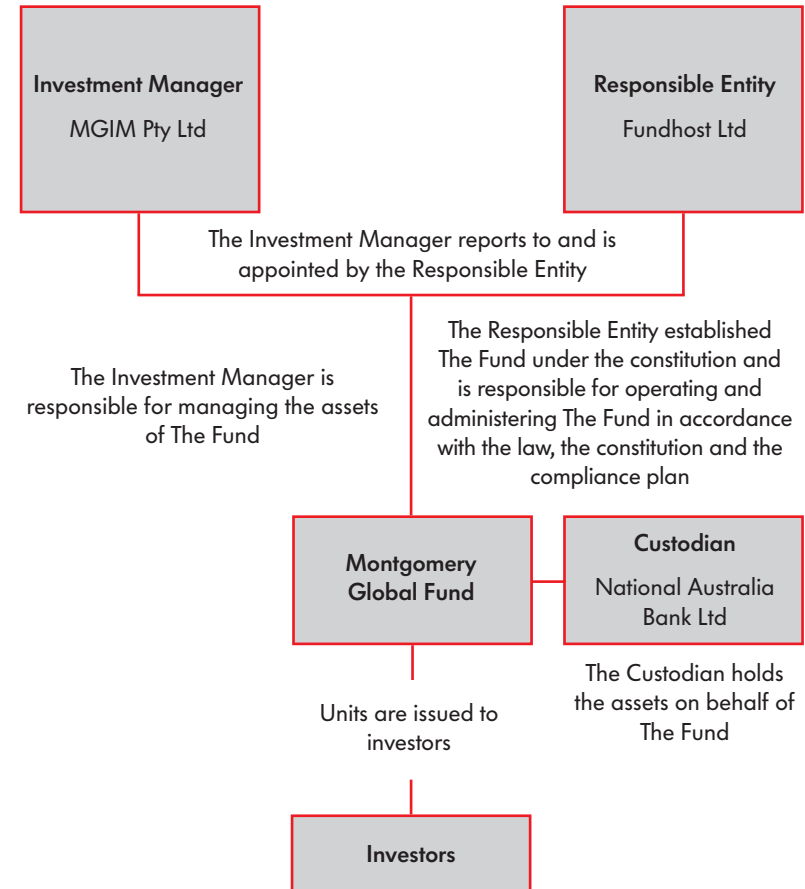 Investment Manager
MGIM Pty Ltd
Responsible Entity
Fundhost Ltd
The Investment Manager reports to and is
appointed by the Responsible Entity
The Investment Manager is
responsible for managing the assets
of The Fund
The Responsible Entity established
The Fund under the constitution and
is responsible for operating and
administering The Fund in accordance
with the law, the constitution and the
compliance plan
Montgomery
Global Fund
Custodian
National Australia
Bank Ltd
The Custodian holds
the assets on behalf of
The Fund
Units are issued to
investors
Investors